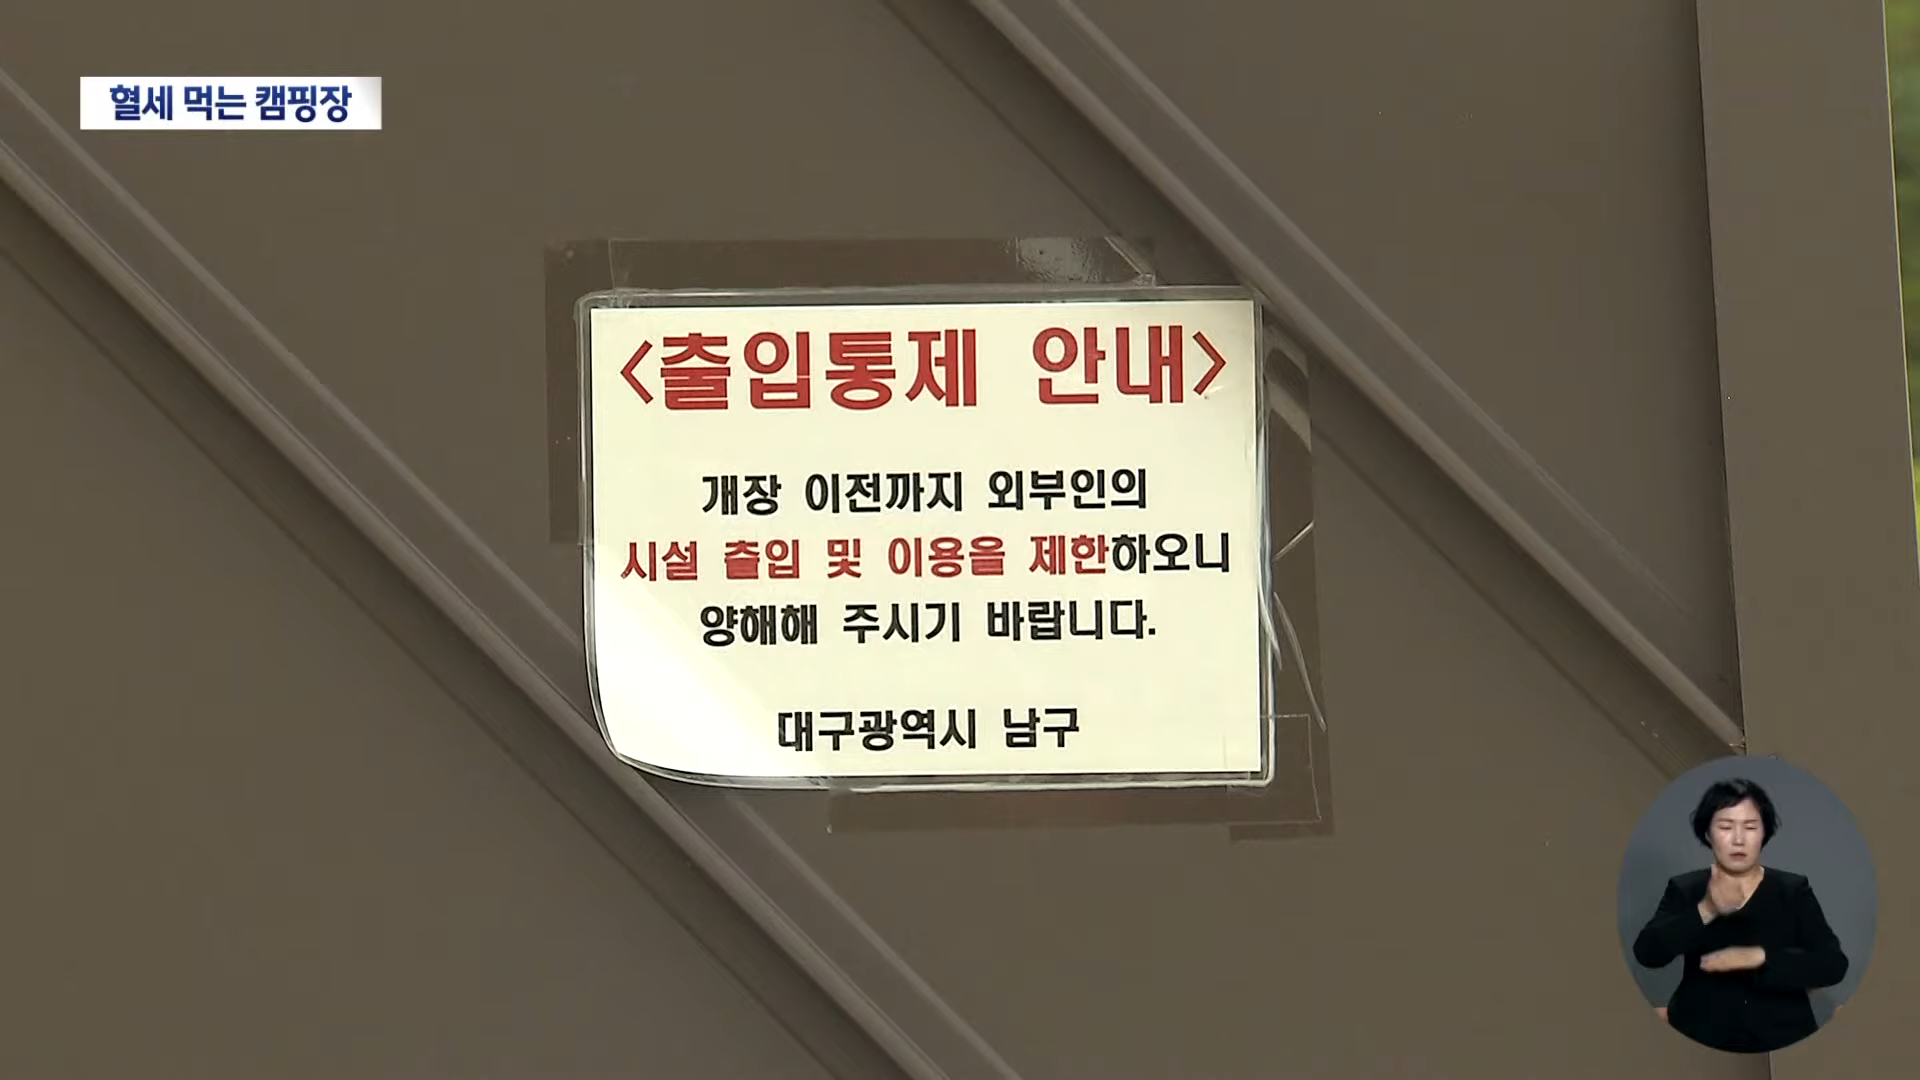 혈세 먹는 캠핑장
<출입통제 안내>
개장 이전까지 외부인의
시설 출입 및 이용을 제한하오니
양해해 주시기 바랍니다.
대구광역시 남구